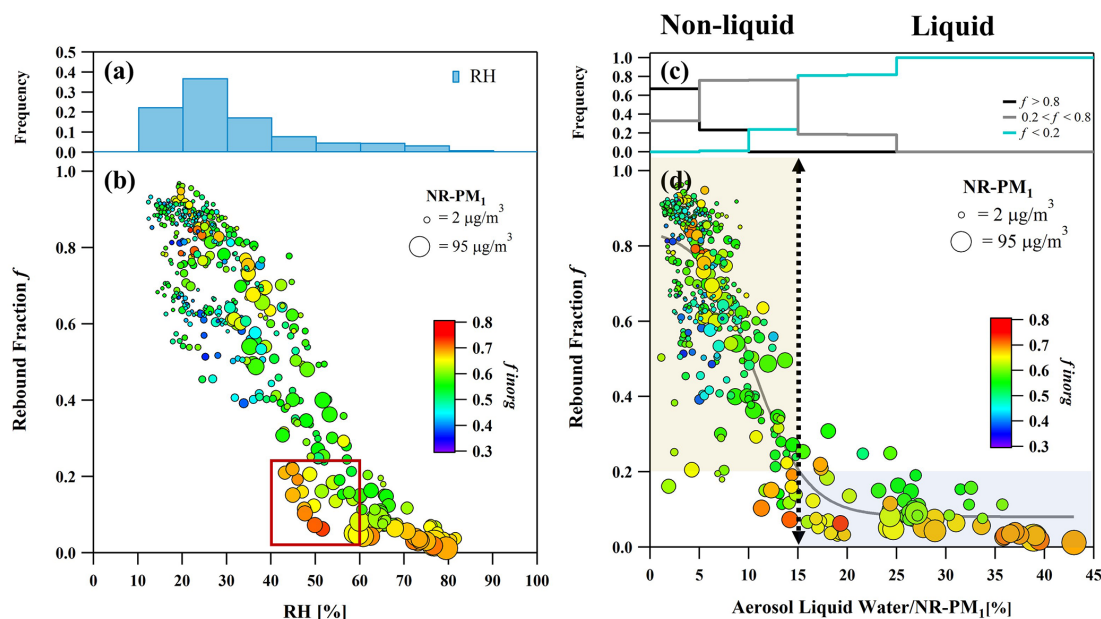 Non-liquid
Liquid
(a)
RH
Frequency
0.5
0.4
0.3
0.2
0.1
0.0
(b)
NR-PM1
= 2 μg/m3
= 95 μg/m3
Rebound Fraction f
1.0
0.8
0.6
0.4
0.2
0.0
0.8
0.7
0.6
0.5
0.4
0.3
f inorg
0 10 20 30 40 50 60 70 80 90 100
RH [%]
(c)
Frequency
1.0
0.8
0.6
0.4
0.2
0.0
f > 0.8
0.2 < f < 0.8
f < 0.2
(d)
NR-PM1
= 2 μg/m3
= 95 μg/m3
Rebound Fraction f
1.0
0.8
0.6
0.4
0.2
0.0
0.8
0.7
0.6
0.5
0.4
0.3
f inorg
0 5 10 15 20 25 30 35 40 45
Aerosol Liquid Water/NR-PM1[%]